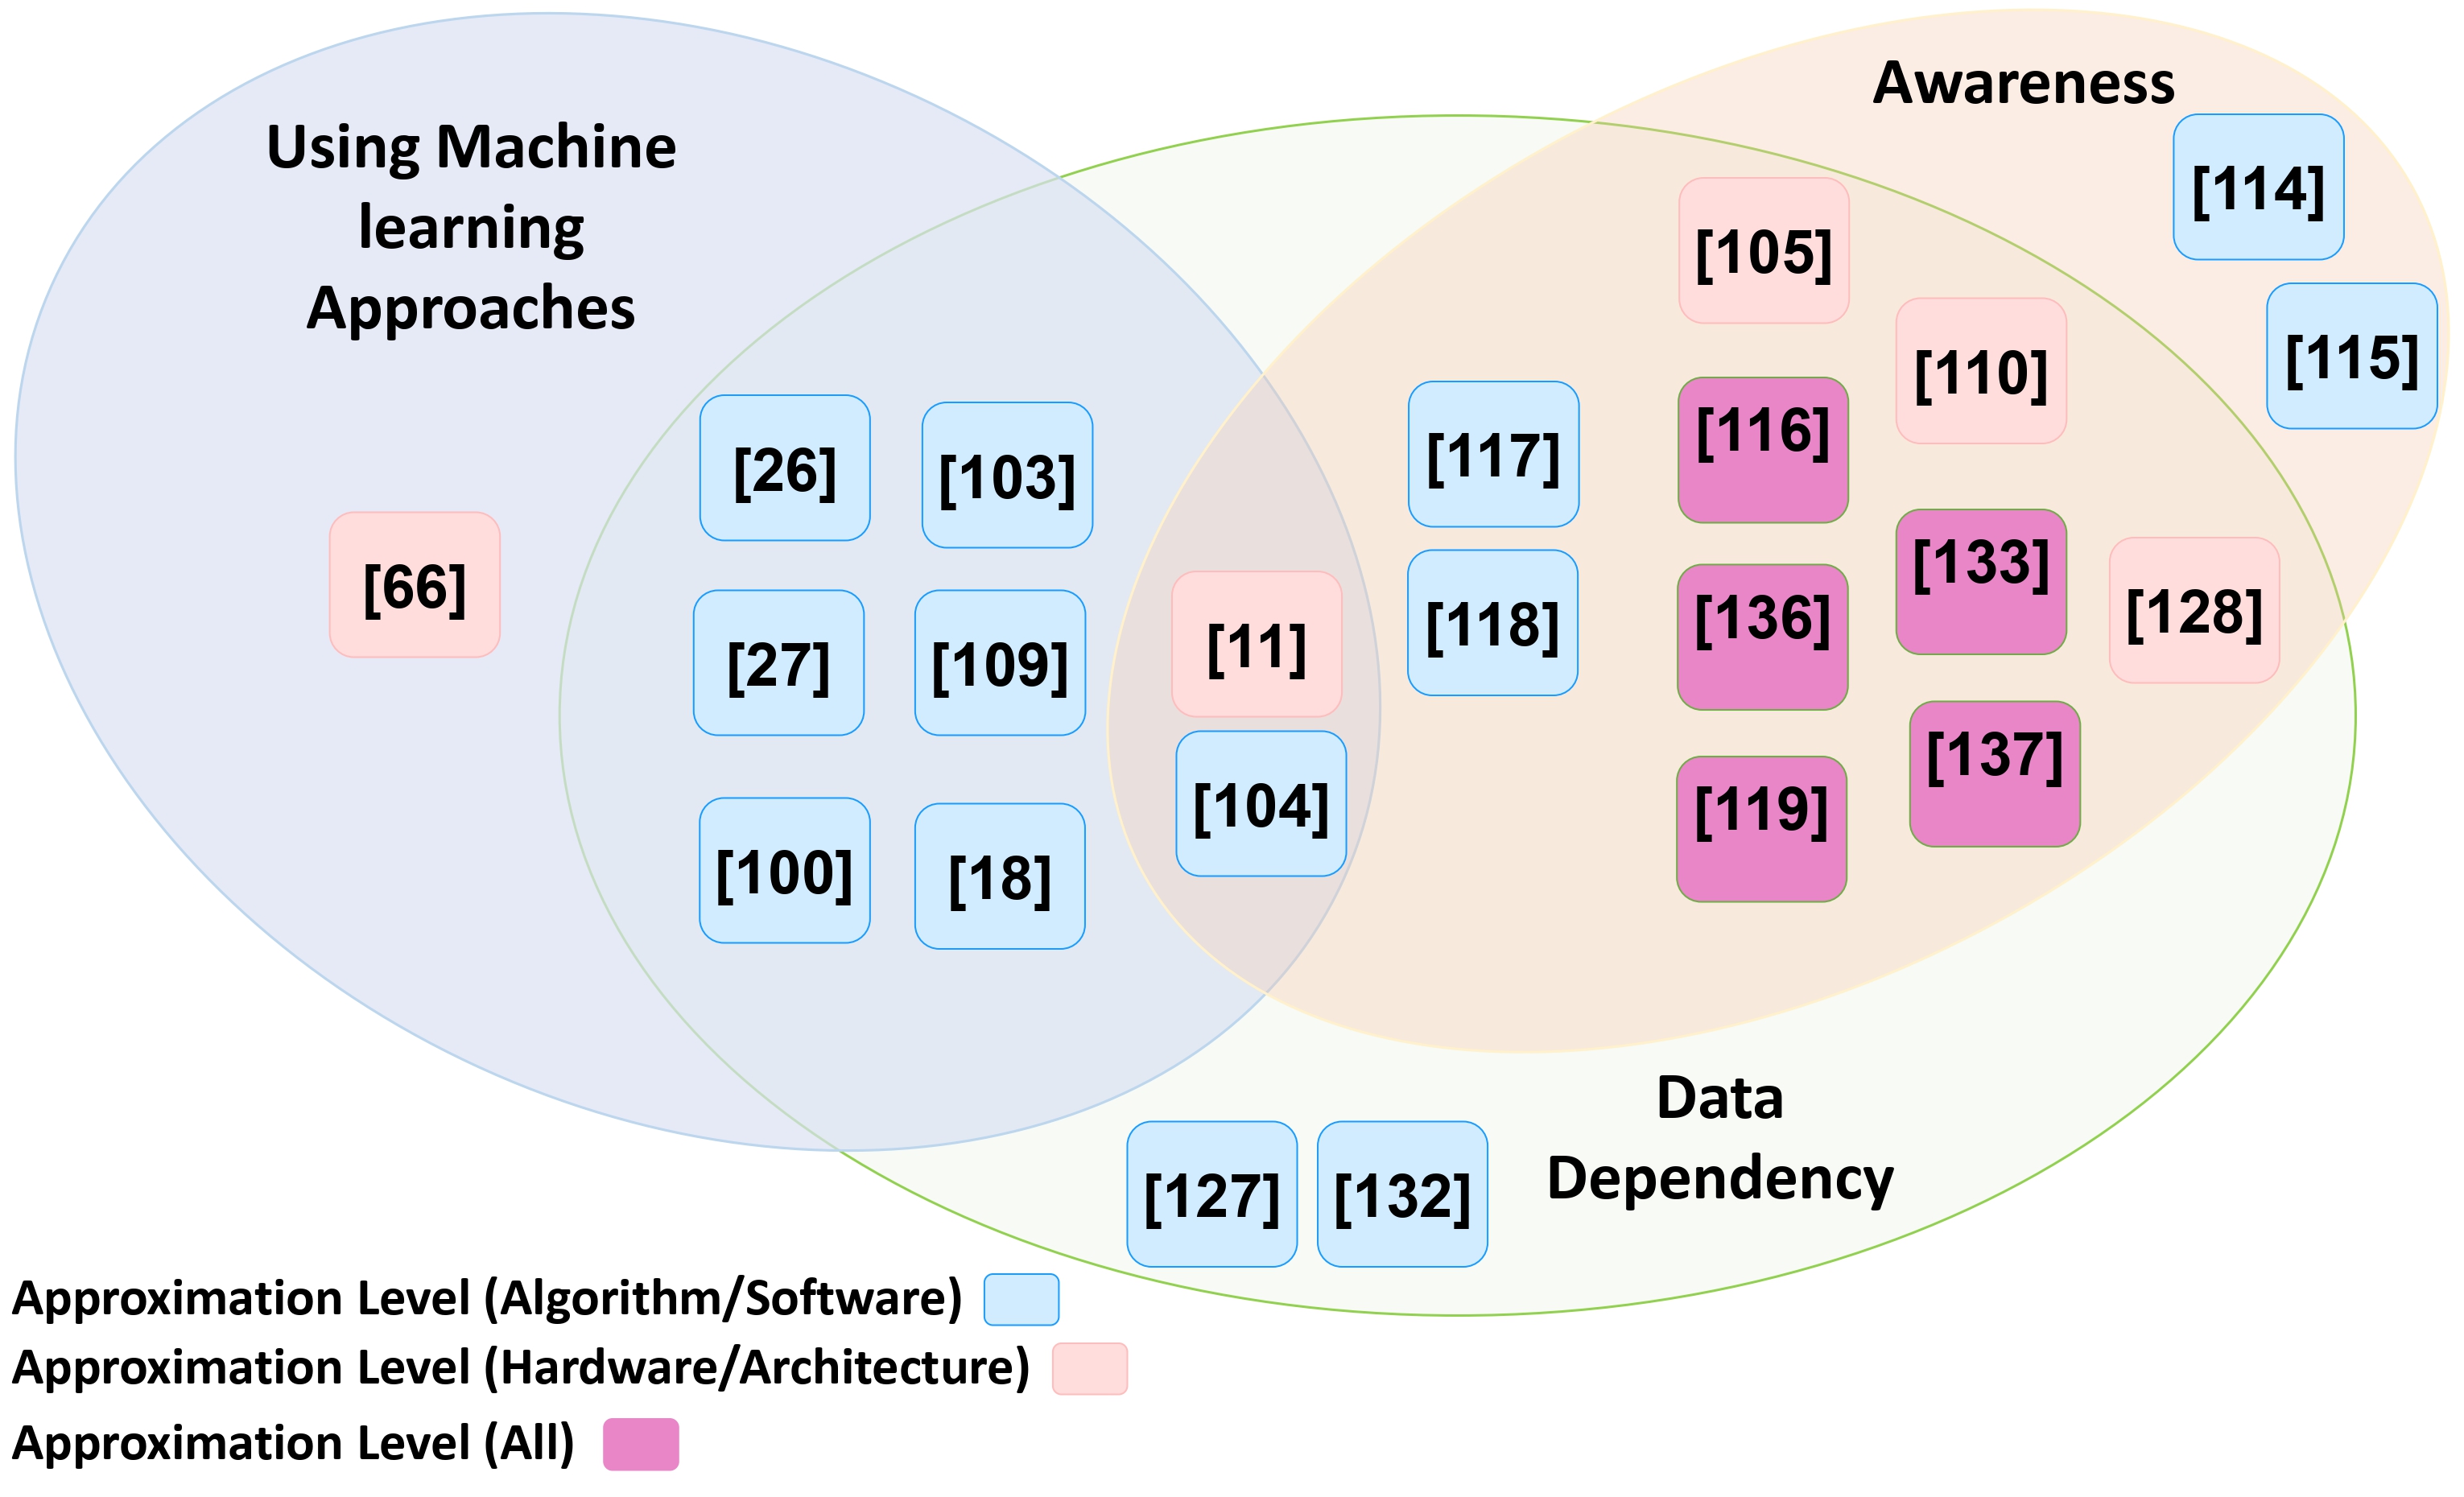 Awareness
Using Machine
learning
Approaches
[114]
[105]
[115]
[110]
[116]
[117]
[26]
[103]
[133]
[66]
[128]
[136]
[118]
[11]
[27]
[109]
[137]
[104]
[119]
[100]
[18]
Data
Dependency
[127]
[132]
Approximation Level (Algorithm/Software)
Approximation Level (Hardware/Architecture)
Approximation Level (All)